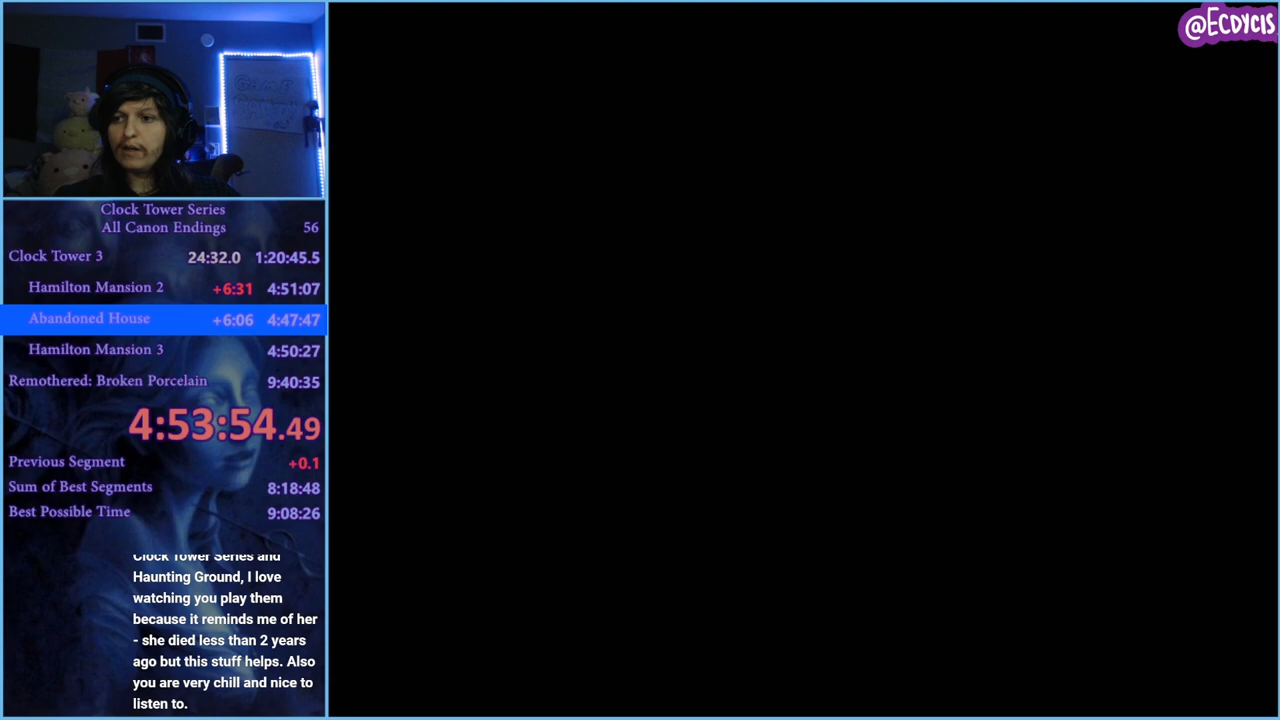 @ECDYCIS
Clock Tower Series
All Canon Endings 56
Clock Tower 3 24:32.0 1:20:45.5
Hamilton Mansion 2 +6:31 4:51:07
Abandoned House +6:06 4:47:47
Hamilton Mansion 3 4:50:27
Remothered: Broken Porcelain 9:40:35
4:53:54.49
Previous Segment +0.1
Sum of Best Segments 8:18:48
Best Possible Time 9:08:26
Clock Tower Series and
Haunting Ground, I love
watching you play them
because it reminds me of her
- she died less than 2 years
ago but this stuff helps. Also
you are very chill and nice to
listen to.